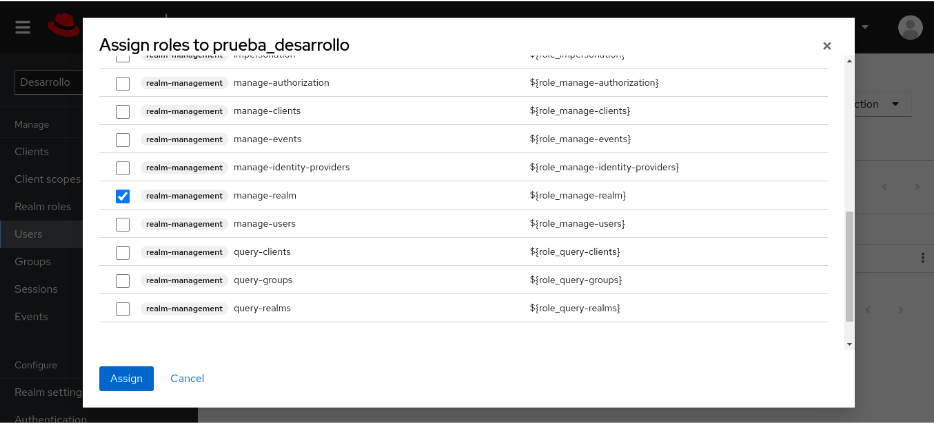 Assign roles to prueba_desarrollo
×
impersonation ${role_impersonation}
Desarrollo
realm-management manage-authorization ${role_manage-authorization}
Manage
realm-management manage-clients ${role_manage-clients}
ction
Clients
realm-management manage-events ${role_manage-events}
Client scopes
realm-management manage-identity-providers ${role_manage-identity-providers}
Realm roles
realm-management manage-realm ${role_manage-realm}
Users
realm-management manage-users ${role_manage-users}
Groups
realm-management query-clients ${role_query-clients}
Sessions
realm-management query-groups ${role_query-groups}
Events
realm-management query-realms ${role_query-realms}
Configure
Assign Cancel
Realm setting
Authentication